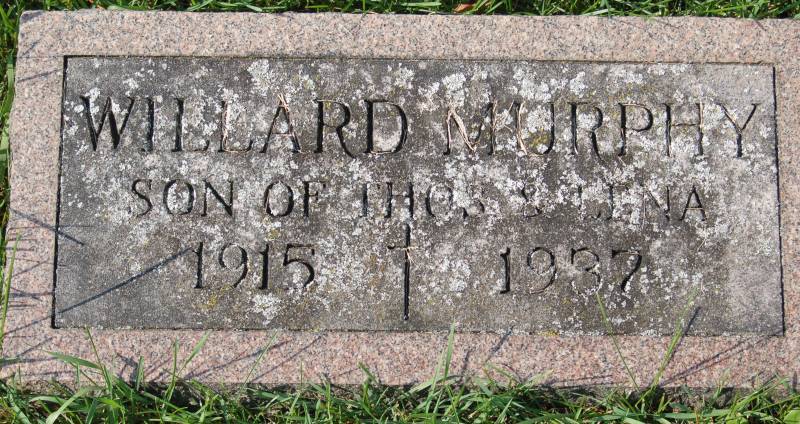 WILLARD MURPHY
SON OF THOS & LENA
1915 1937